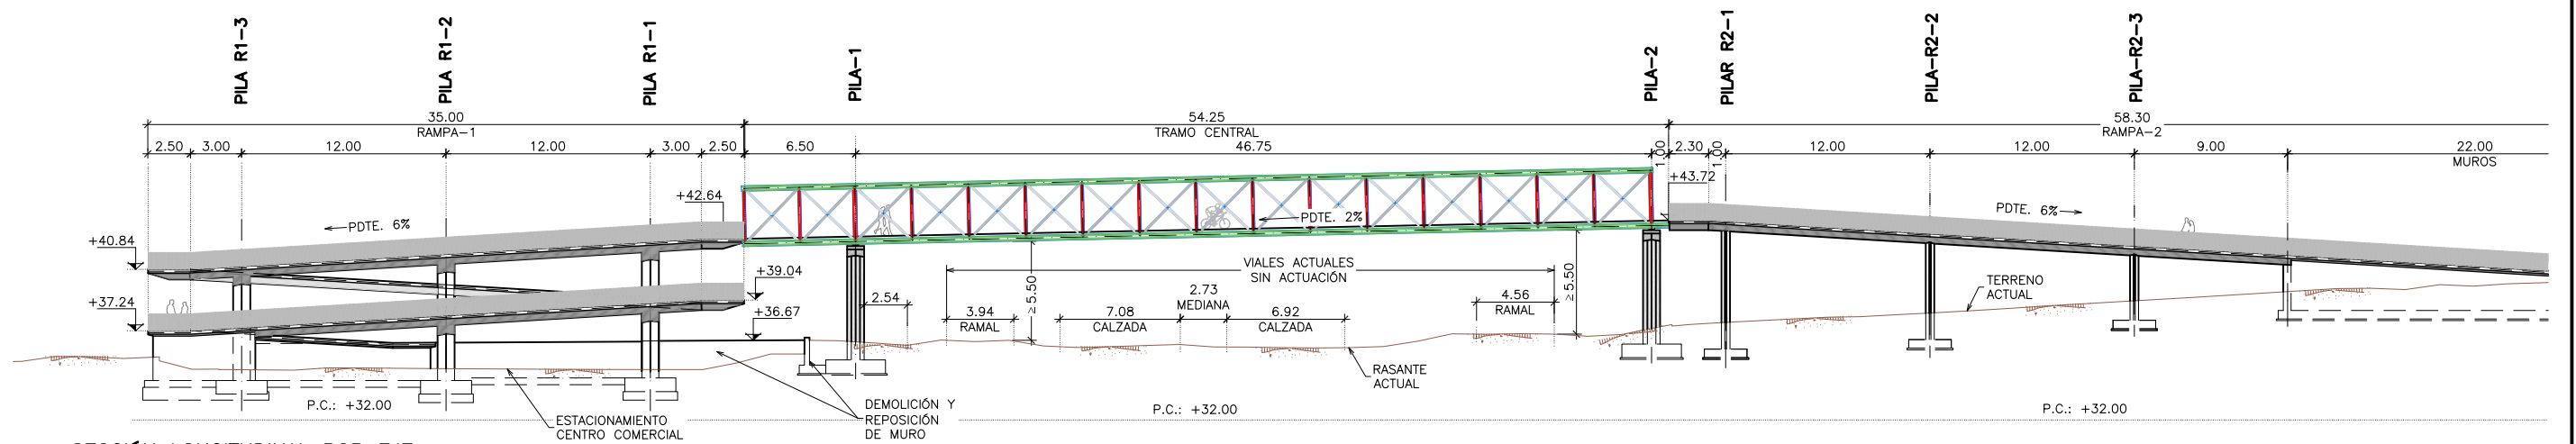 PILA R1-3
PILA R1-2
PILA R1-1
PILA-1
PILA-2
PILAR R2-1
PILA-R2-2
PILA-R2-3
35.00
RAMPA-1
54.25
TRAMO CENTRAL
58.30
RAMPA-2
2.50
3.00
12.00
12.00
3.00
2.50
6.50
46.75
1.00
2.30
1.00
12.00
12.00
9.00
22.00
MUROS
+42.64
+43.72
PDTE. 6%
PDTE. 2%
PDTE. 6%
+40.84
+39.04
+37.24
+36.67
2.54
VIALES ACTUALES
SIN ACTUACIÓN
≥ 5.50
≥ 5.50
3.94
RAMAL
7.08
CALZADA
2.73
MEDIANA
6.92
CALZADA
4.56
RAMAL
TERRENO
ACTUAL
RASANTE
ACTUAL
P.C.: +32.00
ESTACIONAMIENTO
CENTRO COMERCIAL
DEMOLICIÓN Y
REPOSICIÓN
DE MURO
P.C.: +32.00
P.C.: +32.00